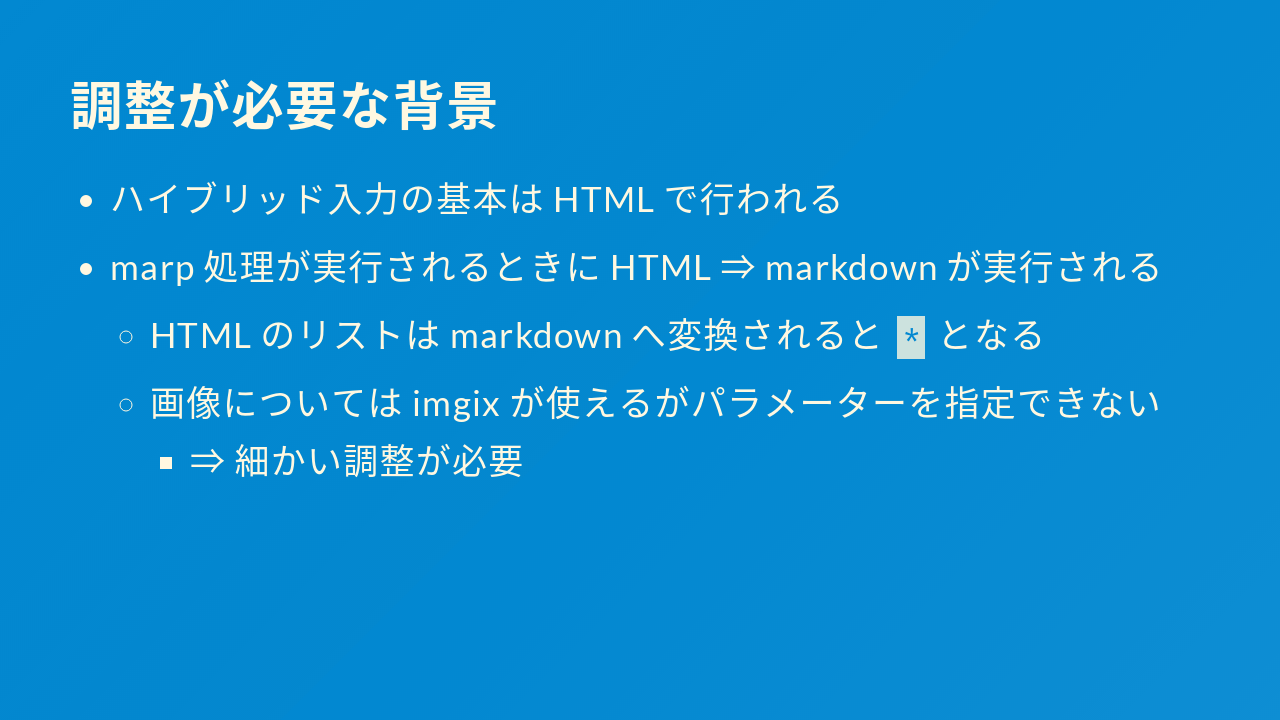 調整が必要な背景
ハイブリッド入力の基本は HTML で行われる
marp 処理が実行されるときに HTML ⇒ markdown が実行される
HTML のリストは markdown へ変換されると * となる
画像については imgix が使えるがパラメーターを指定できない
⇒ 細かい調整が必要